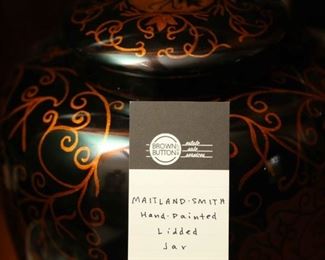 BROWN
BUTTON
estate
sale
services
MAITLAND-SMITH
Hand-Painted
Lidded
Jar